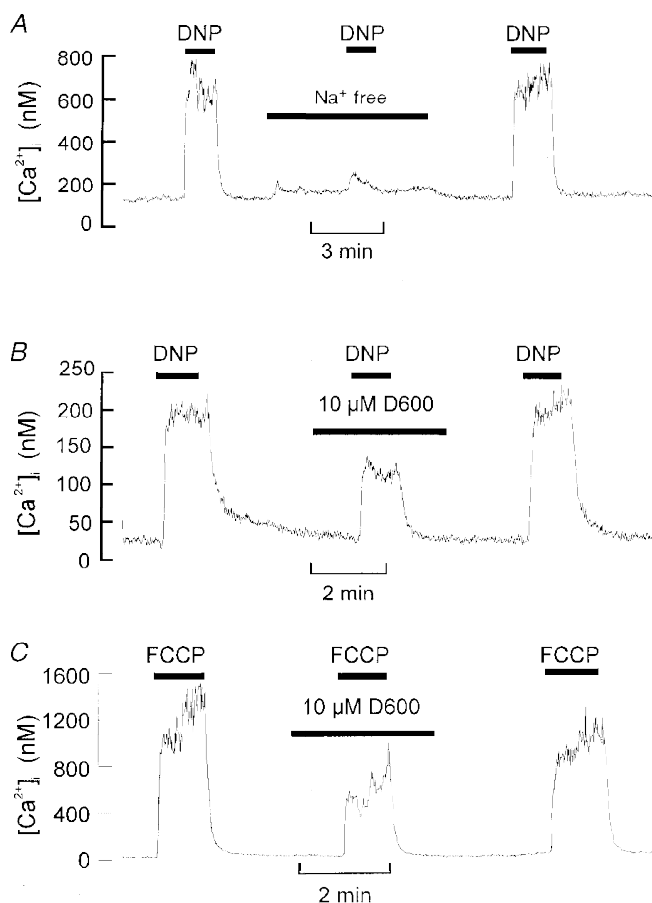 A
DNP DNP DNP
800
600
400
200
0
[Ca²⁺]ᵢ (nM)
Na⁺ free
3 min
B
DNP DNP DNP
250
200
150
100
50
0
[Ca²⁺]ᵢ (nM)
10 µM D600
2 min
C
FCCP FCCP FCCP
1600
1200
800
400
0
[Ca²⁺]ᵢ (nM)
10 µM D600
2 min